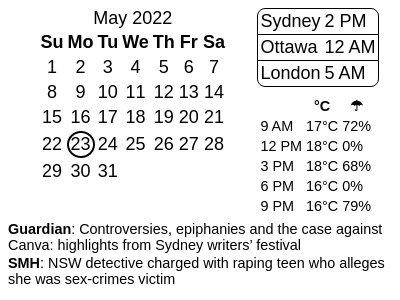 May 2022
Su Mo Tu We Th Fr Sa
1 2 3 4 5 6 7
8 9 10 11 12 13 14
15 16 17 18 19 20 21
22 23 24 25 26 27 28
29 30 31
Sydney 2 PM
Ottawa 12 AM
London 5 AM
°C ☂
9 AM 17°C 72%
12 PM 18°C 0%
3 PM 18°C 68%
6 PM 16°C 0%
9 PM 16°C 79%
Guardian: Controversies, epiphanies and the case against
Canva: highlights from Sydney writers’ festival
SMH: NSW detective charged with raping teen who alleges
she was sex-crimes victim